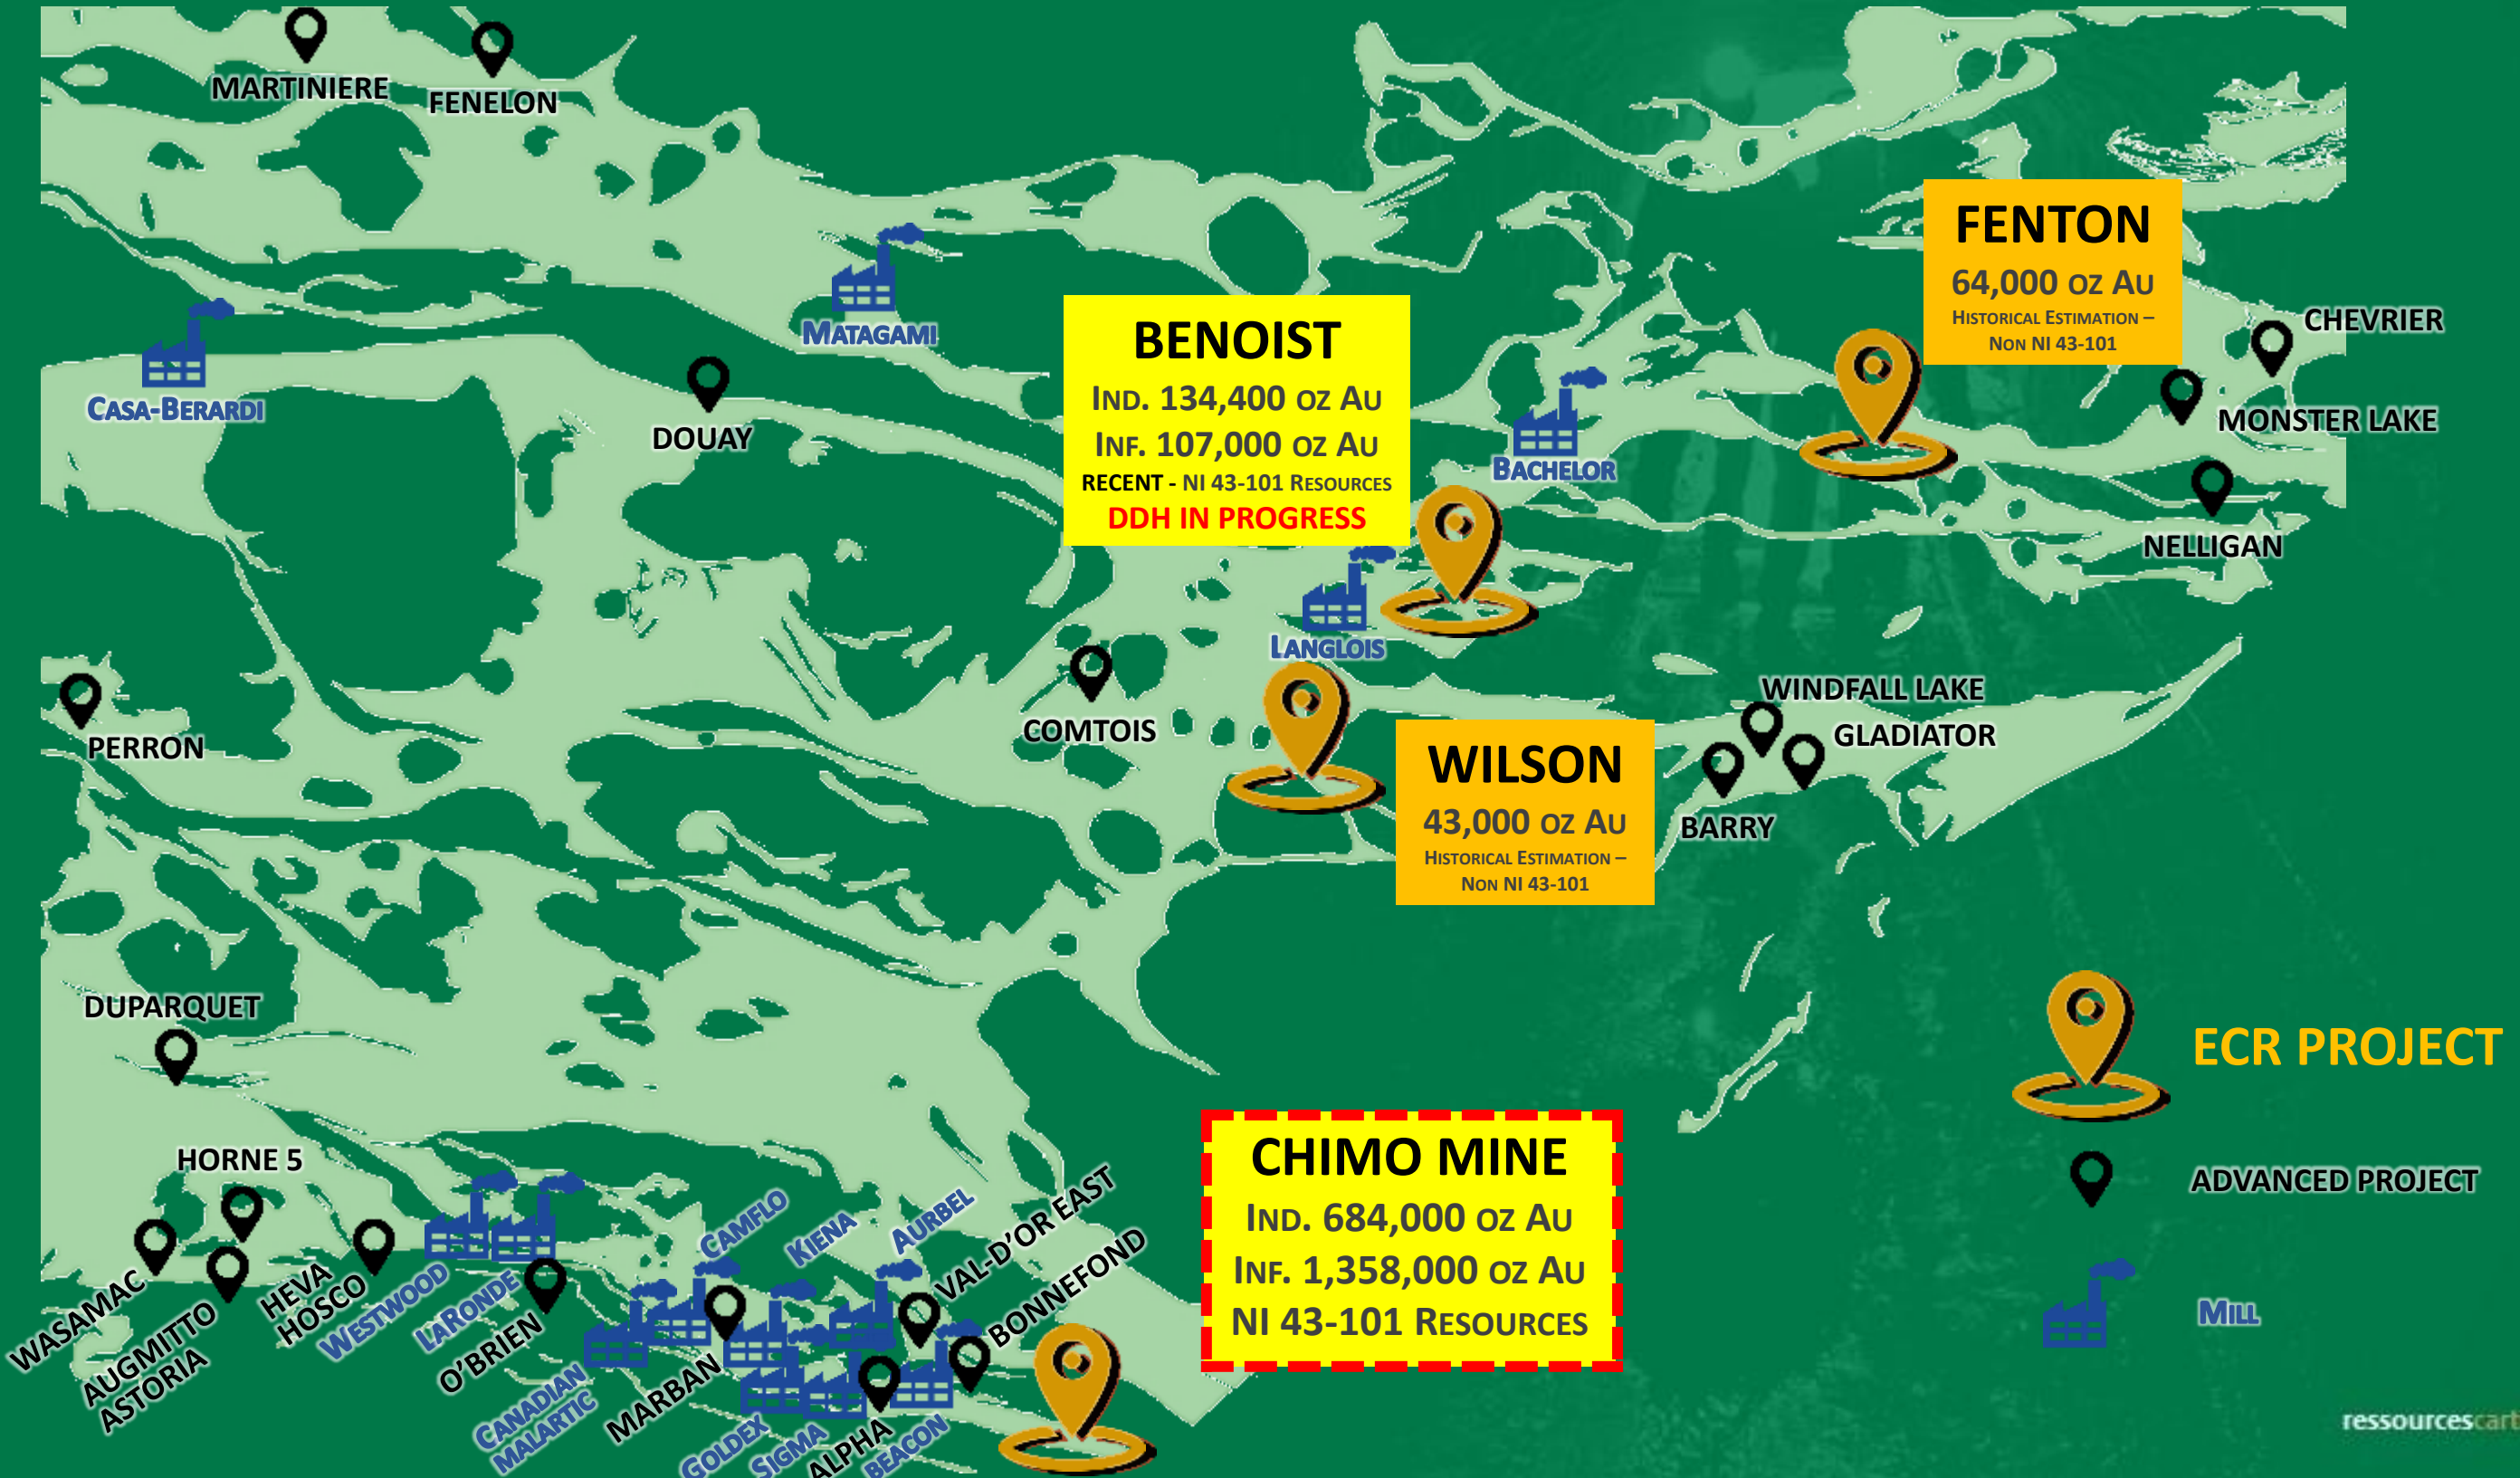 MARTINIERE
FENELON
FENTON
64,000 OZ AU
HISTORICAL ESTIMATION –
NON NI 43-101
CHEVRIER
MATAGAMI
BENOIST
IND. 134,400 OZ AU
INF. 107,000 OZ AU
RECENT - NI 43-101 RESOURCES
DDH IN PROGRESS
CASA-BERARDI
DOUAY
MONSTER LAKE
BACHELOR
NELLIGAN
LANGLOIS
PERRON
COMTOIS
WINDFALL LAKE
GLADIATOR
BARRY
WILSON
43,000 OZ AU
HISTORICAL ESTIMATION –
NON NI 43-101
DUPARQUET
ECR PROJECT
HORNE 5
CHIMO MINE
IND. 684,000 OZ AU
INF. 1,358,000 OZ AU
NI 43-101 RESOURCES
ADVANCED PROJECT
MILL
WASAMAC
AUGMITTO
ASTORIA
HEVA
HOSCO
WESTWOOD
LARONDE
O'BRIEN
CANADIAN
MALARTIC
CAMFLO
MARBAN
KIENA
GOLDEX
SIGMA
AURBEL
ALPHA
BEACON
VAL-D'OR EAST
BONNEFOND
ressourcescart